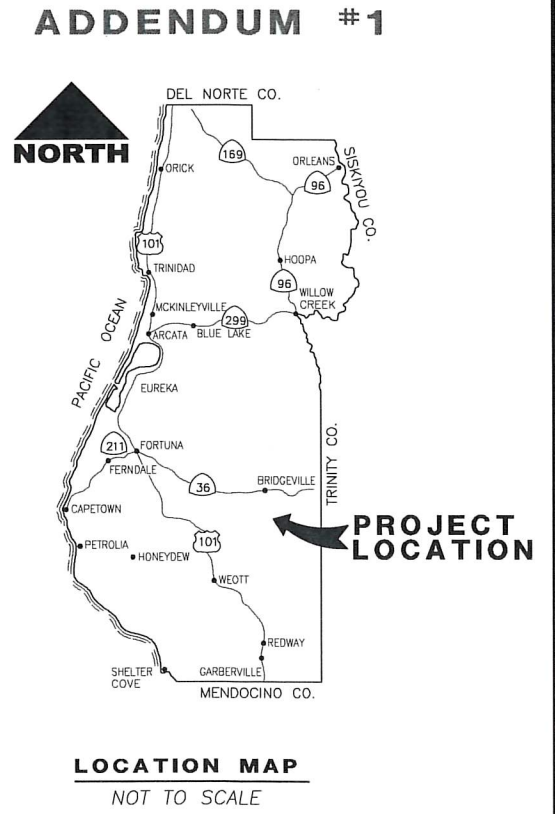 ADDENDUM #1
DEL NORTE CO.
NORTH
169
ORLEANS
SISKIYOU CO.
ORICK
96
101
HOOPA
TRINIDAD
96
WILLOW
CREEK
PACIFIC OCEAN
MCKINLEYVILLE
299
ARCATA
BLUE LAKE
EUREKA
211
FORTUNA
FERNDALE
TRINITY CO.
36
BRIDGEVILLE
CAPETOWN
PROJECT
LOCATION
101
PETROLIA
HONEYDEW
WEOTT
REDWAY
SHELTER
COVE
GARBERVILLE
MENDOCINO CO.
LOCATION MAP
NOT TO SCALE